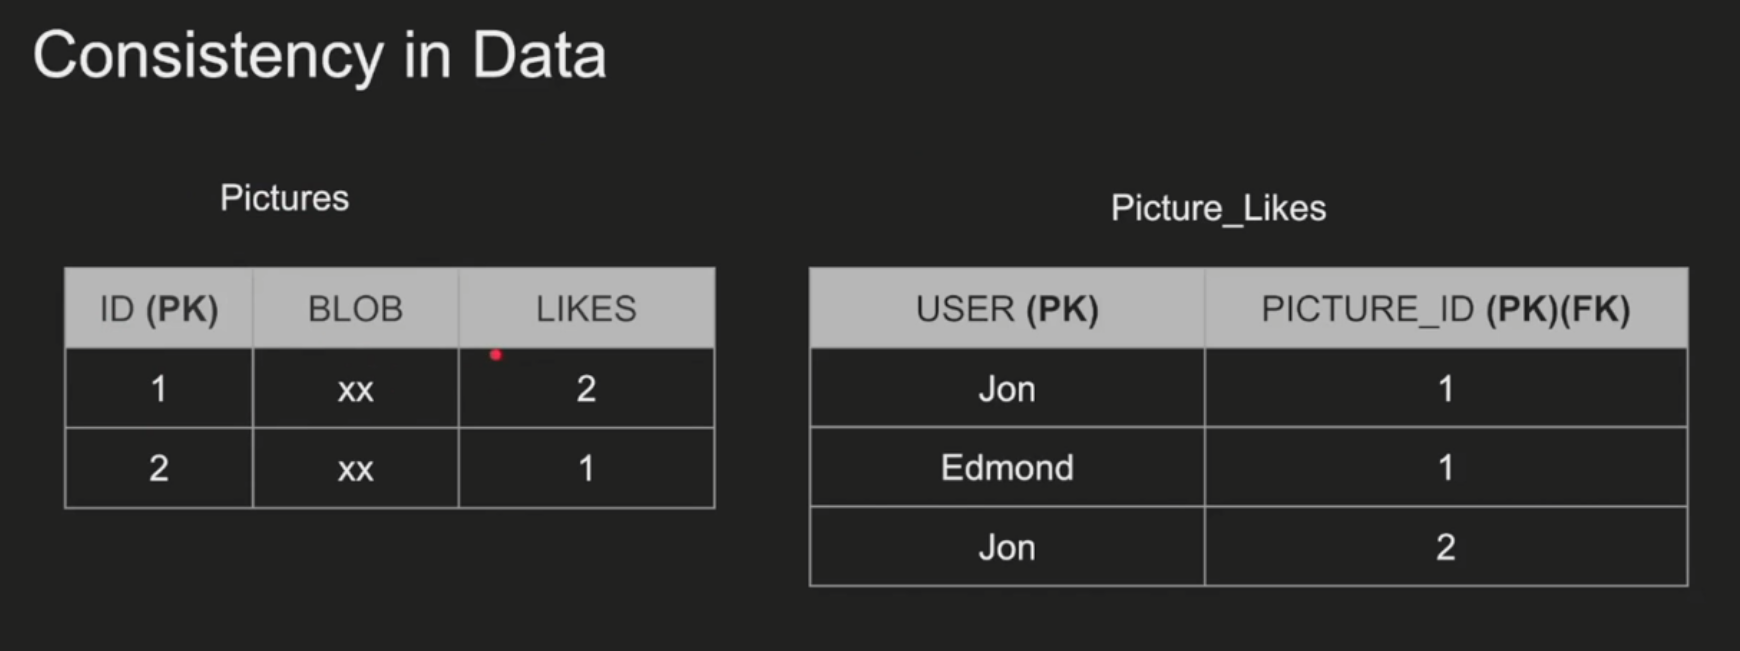 Consistency in Data
Pictures
ID (PK) BLOB LIKES
1 xx 2
2 xx 1
Picture_Likes
USER (PK) PICTURE_ID (PK)(FK)
Jon 1
Edmond 1
Jon 2